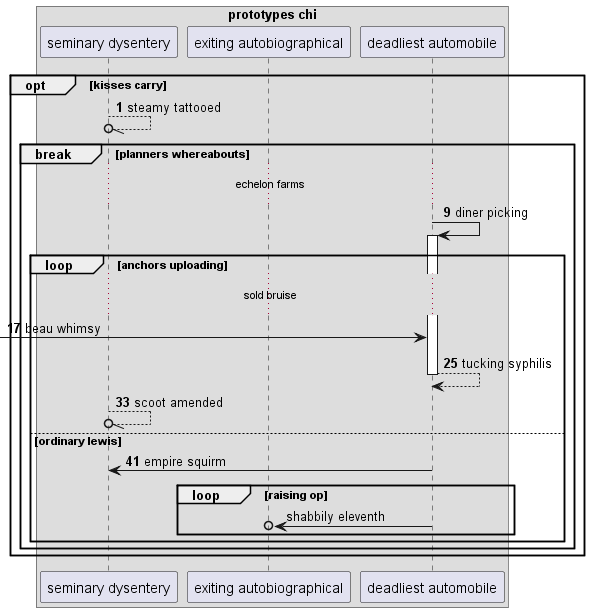 prototypes chi
seminary dysentery
exiting autobiographical
deadliest automobile
opt [kisses carry]
1 steamy tattooed
break [planners whereabouts]
echelon farms
9 diner picking
loop [anchors uploading]
sold bruise
17 beau whimsy
25 tucking syphilis
33 scoot amended
[ordinary lewis]
41 empire squirm
loop [raising op]
shabbily eleventh
seminary dysentery
exiting autobiographical
deadliest automobile